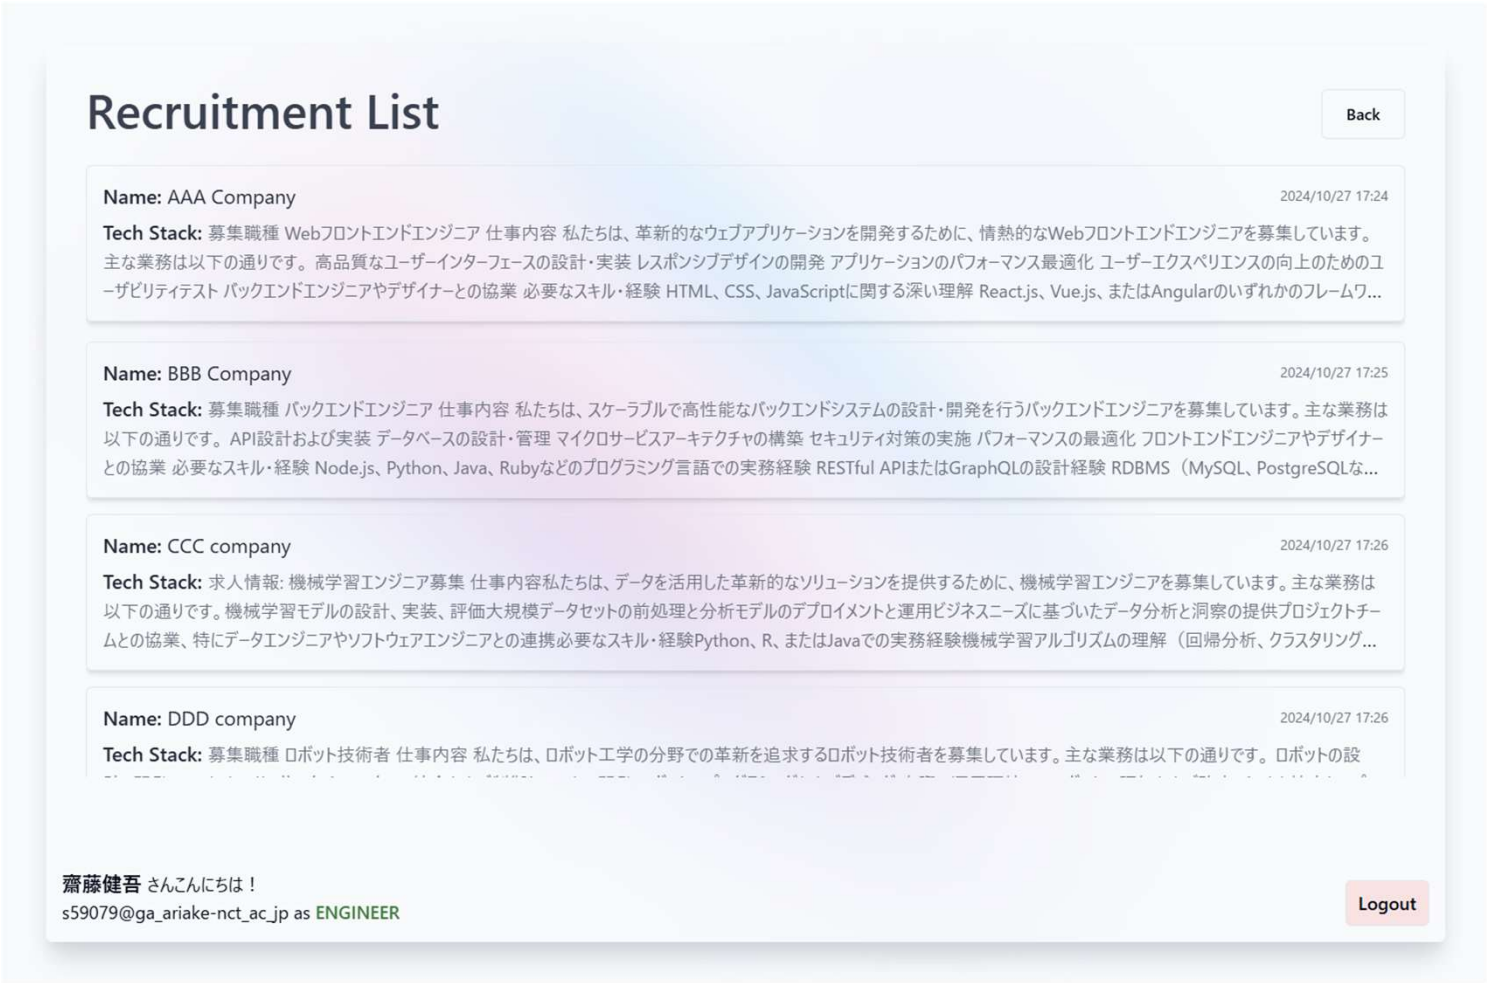 Recruitment List
Back
Name: AAA Company
2024/10/27 17:24
Tech Stack: 募集職種 Webフロントエンドエンジニア 仕事内容 私たちは、革新的なウェブアプリケーションを開発するために、情熱的なWebフロントエンドエンジニアを募集しています。
主な業務は以下の通りです。 高品質なユーザーインターフェースの設計・実装 レスポンシブデザインの開発 アプリケーションのパフォーマンス最適化 ユーザーエクスペリエンスの向上のためのユ
ーザビリティテスト バックエンドエンジニアやデザイナーとの協業 必要なスキル・経験 HTML、CSS、JavaScriptに関する深い理解 React.js、Vue.js、またはAngularのいずれかのフレームワ...
Name: BBB Company
2024/10/27 17:25
Tech Stack: 募集職種 バックエンドエンジニア 仕事内容 私たちは、スケーラブルで高性能なバックエンドシステムの設計・開発を行うバックエンドエンジニアを募集しています。主な業務は
以下の通りです。 API設計および実装 データベースの設計・管理 マイクロサービスアーキテクチャの構築 セキュリティ対策の実施 パフォーマンスの最適化 フロントエンドエンジニアやデザイナー
との協業 必要なスキル・経験 Node.js、Python、Java、Rubyなどのプログラミング言語での実務経験 RESTful APIまたはGraphQLの設計経験 RDBMS（MySQL、PostgreSQLな...
Name: CCC company
2024/10/27 17:26
Tech Stack: 求人情報: 機械学習エンジニア募集 仕事内容私たちは、データを活用した革新的なソリューションを提供するために、機械学習エンジニアを募集しています。主な業務は
以下の通りです。機械学習モデルの設計、実装、評価大規模データセットの前処理と分析モデルのデプロイメントと運用ビジネスニーズに基づいたデータ分析と洞察の提供プロジェクトチー
ムとの協業、特にデータエンジニアやソフトウェアエンジニアとの連携必要なスキル・経験Python、R、またはJavaでの実務経験機械学習アルゴリズムの理解（回帰分析、クラスタリング...
Name: DDD company
2024/10/27 17:26
Tech Stack: 募集職種 ロボット技術者 仕事内容 私たちは、ロボット工学の分野での革新を追求するロボット技術者を募集しています。主な業務は以下の通りです。 ロボットの設
齋藤健吾 さんこんにちは！
s59079@ga_ariake-nct_ac_jp as ENGINEER
Logout